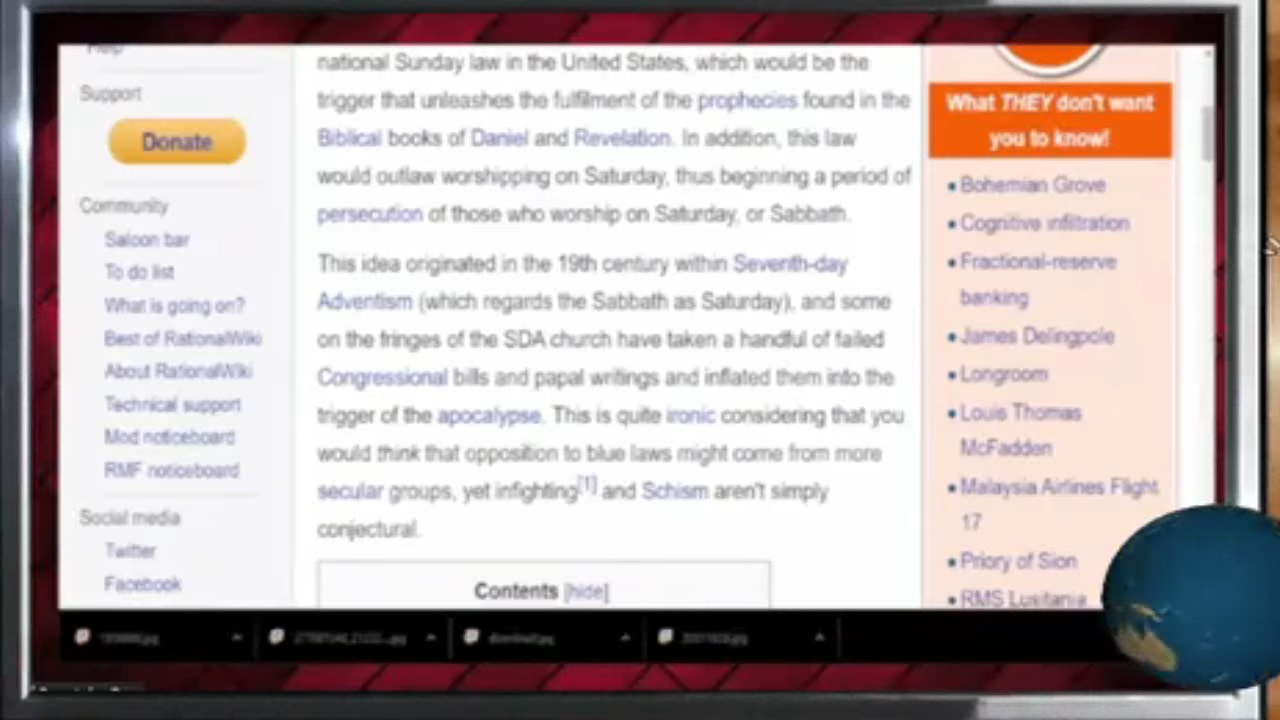 Help
Support
Donate
Community
Saloon bar
To do list
What is going on?
Best of RationalWiki
About RationalWiki
Technical support
Mod noticeboard
RMF noticeboard
Social media
Twitter
Facebook
national Sunday law in the United States, which would be the
trigger that unleashes the fulfilment of the prophecies found in the
Biblical books of Daniel and Revelation. In addition, this law
would outlaw worshipping on Saturday, thus beginning a period of
persecution of those who worship on Saturday, or Sabbath.
This idea originated in the 19th century within Seventh-day
Adventism (which regards the Sabbath as Saturday), and some
on the fringes of the SDA church have taken a handful of failed
Congressional bills and papal writings and inflated them into the
trigger of the apocalypse. This is quite ironic considering that you
would think that opposition to blue laws might come from more
secular groups, yet infighting[1] and Schism aren't simply
conjectural.
Contents [hide]
What THEY don't want
you to know!
Bohemian Grove
Cognitive infiltration
Fractional-reserve
banking
James Delingpole
Longroom
Louis Thomas
McFadden
Malaysia Airlines Flight
17
Priory of Sion
RMS Lusitania